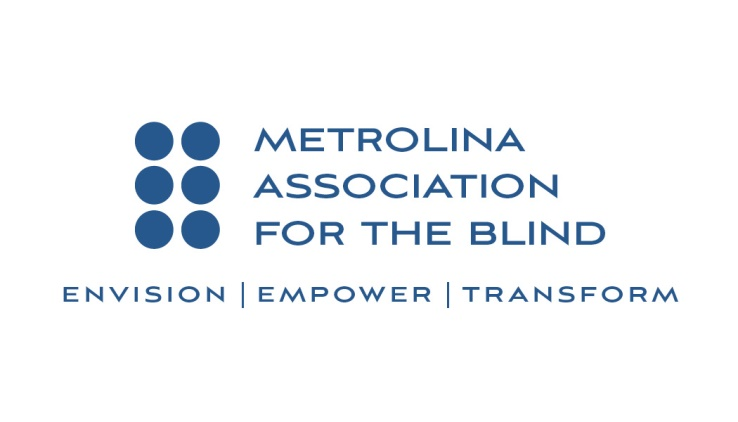 METROLINA
ASSOCIATION
FOR THE BLIND
ENVISION | EMPOWER | TRANSFORM